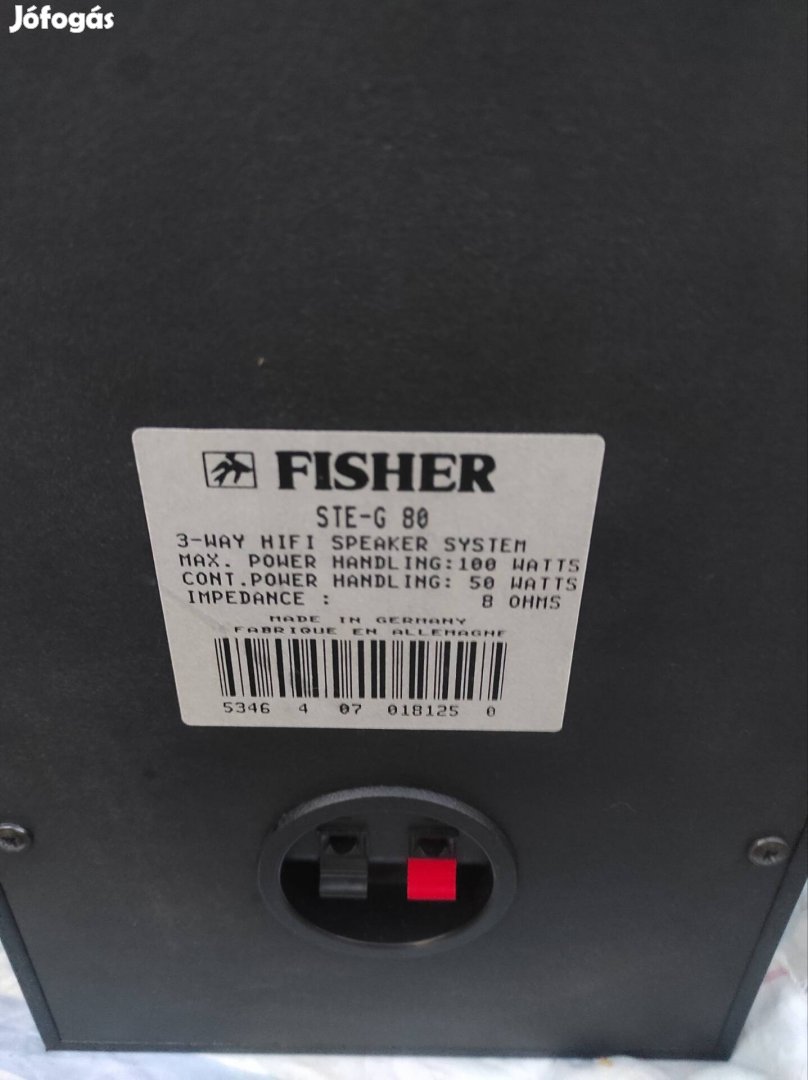 Jófogás
FISHER
STE-G 80
3-WAY HIFI SPEAKER SYSTEM
MAX. POWER HANDLING:100 WATTS
CONT.POWER HANDLING: 50 WATTS
IMPEDANCE : 8 OHMS
MADE IN GERMANY
FABRIQUE EN ALLEMAGNE
5346 4 07 018125 0